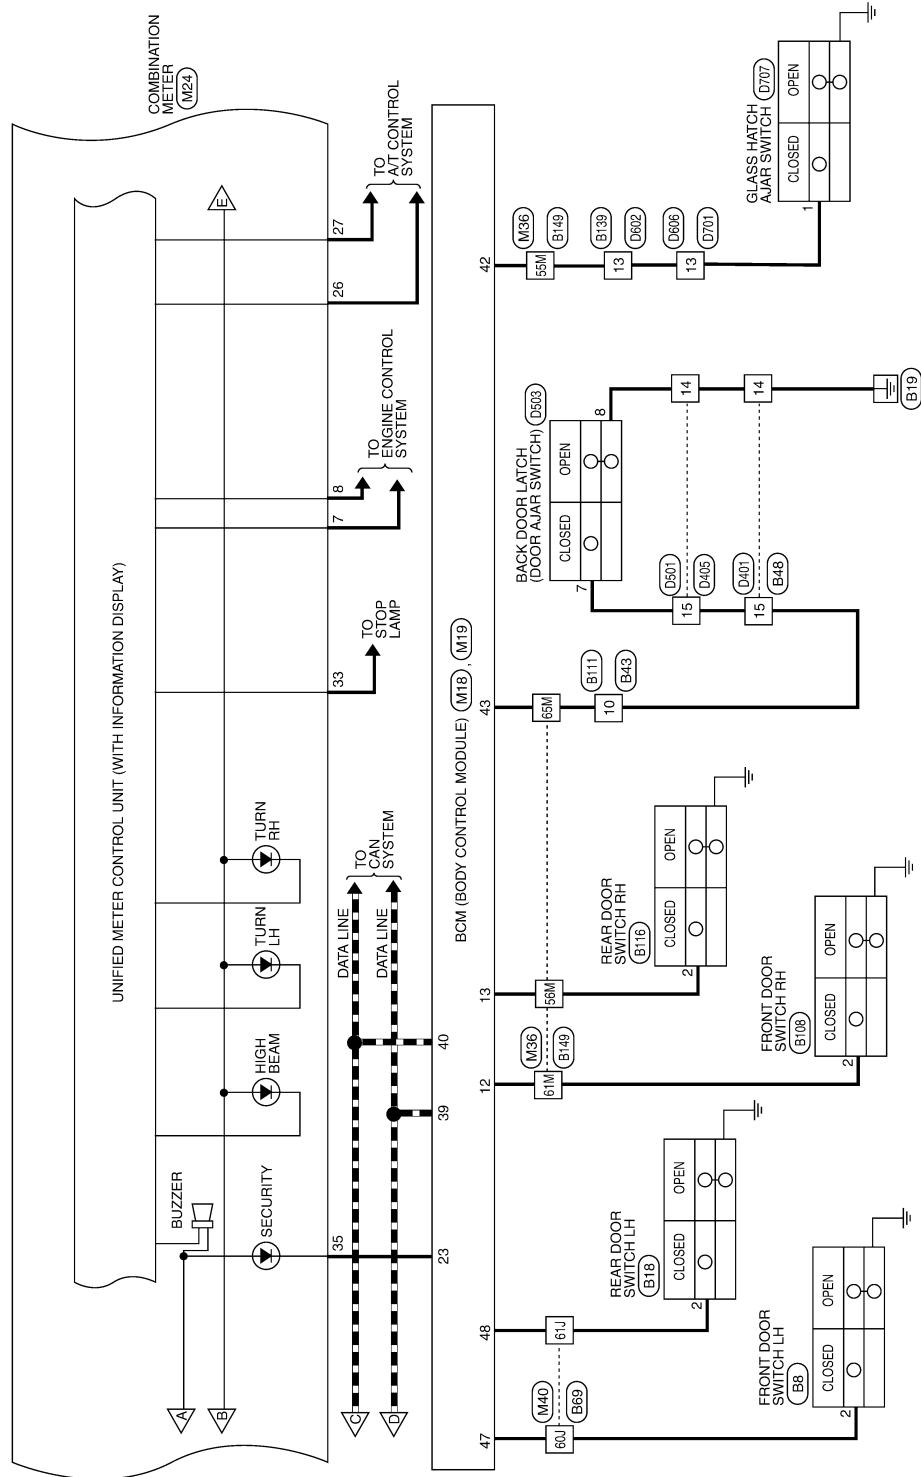 COMBINATION
METER M24
UNIFIED METER CONTROL UNIT (WITH INFORMATION DISPLAY)
BUZZER
A
B
E
SECURITY
HIGH
BEAM
TURN
LH
TURN
RH
35
33
7
8
26
27
TO
STOP
LAMP
TO
ENGINE CONTROL
SYSTEM
TO
A/T CONTROL
SYSTEM
C
D
DATA LINE
DATA LINE
TO
CAN
SYSTEM
23
39
40
BCM (BODY CONTROL MODULE) M18 , M19
47
48
12
13
43
42
M40
60J
B69
61J
M36
61M
B149
56M
65M
B111
10
B43
M36
55M
B149
B139
13
D602
D606
13
D701
FRONT DOOR
SWITCH LH
B8
2
CLOSED
OPEN
REAR DOOR
SWITCH LH
B18
2
CLOSED
OPEN
FRONT DOOR
SWITCH RH
B108
2
CLOSED
OPEN
REAR DOOR
SWITCH RH
B116
2
CLOSED
OPEN
BACK DOOR LATCH
(DOOR AJAR SWITCH) D503
7
CLOSED
OPEN
8
D501
15
D405
14
D401
15
B48
14
B19
GLASS HATCH
AJAR SWITCH D707
1
CLOSED
OPEN